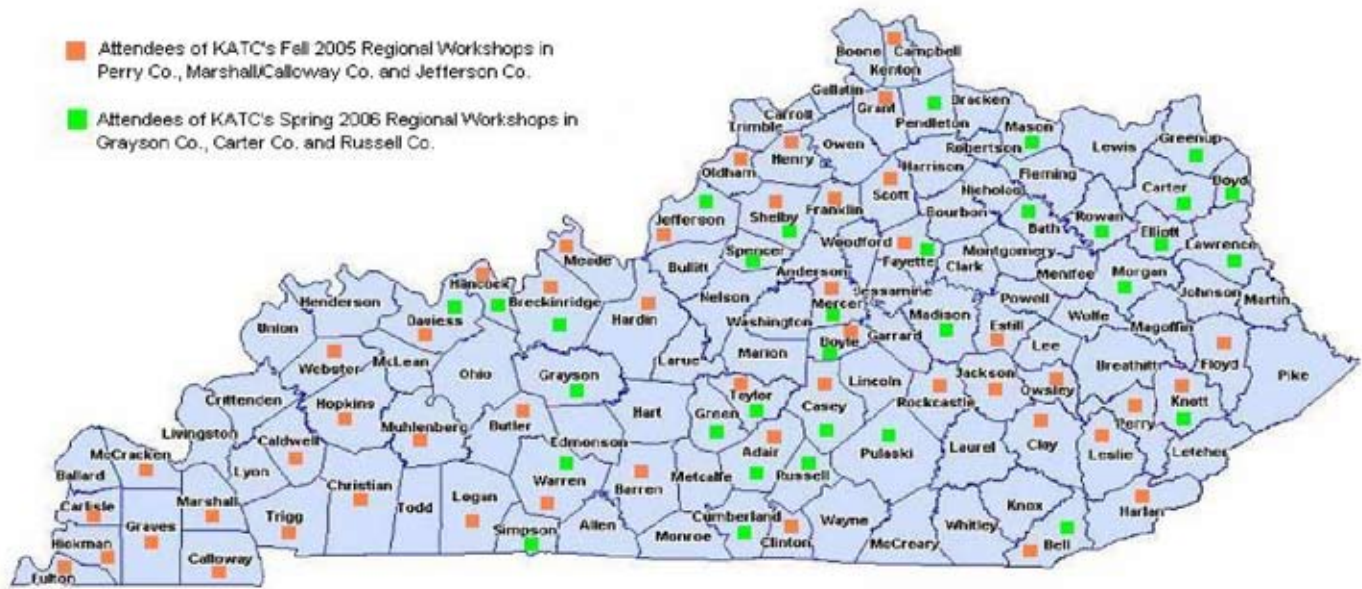 Attendees of KATC's Fall 2005 Regional Workshops in
Perry Co., Marshall/Calloway Co. and Jefferson Co.
Attendees of KATC's Spring 2006 Regional Workshops in
Grayson Co., Carter Co. and Russell Co.
Boone
Campbell
Kenton
Gallatin
Grant
Bracken
Carroll
Pendleton
Trimble
Mason
Greenup
Owen
Robertson
Lewis
Henry
Oldham
Harrison
Fleming
Scott
Nicholas
Carter
Boyd
Jefferson
Shelby
Franklin
Bourbon
Rowan
Bath
Elliott
Woodford
Lawrence
Meade
Spencer
Fayette
Montgomery
Bullitt
Anderson
Clark
Menifee
Morgan
Hancock
Jessamine
Johnson
Henderson
Breckinridge
Nelson
Mercer
Powell
Martin
Daviess
Hardin
Washington
Madison
Wolfe
Union
Magoffin
Boyle
Garrard
Estill
Lee
McLean
Larue
Marion
Breathitt
Floyd
Webster
Ohio
Grayson
Jackson
Pike
Lincoln
Owsley
Crittenden
Hopkins
Taylor
Casey
Rockcastle
Knott
Hart
Green
Perry
Livingston
Muhlenberg
Butler
Clay
Caldwell
Edmonson
Laurel
Leslie
Letcher
McCracken
Adair
Pulaski
Ballard
Lyon
Warren
Metcalfe
Russell
Christian
Barren
Marshall
Logan
Knox
Carlisle
Todd
Harlan
Graves
Trigg
Cumberland
Wayne
Simpson
Allen
Whitley
Hickman
Monroe
Clinton
McCreary
Bell
Calloway
Fulton